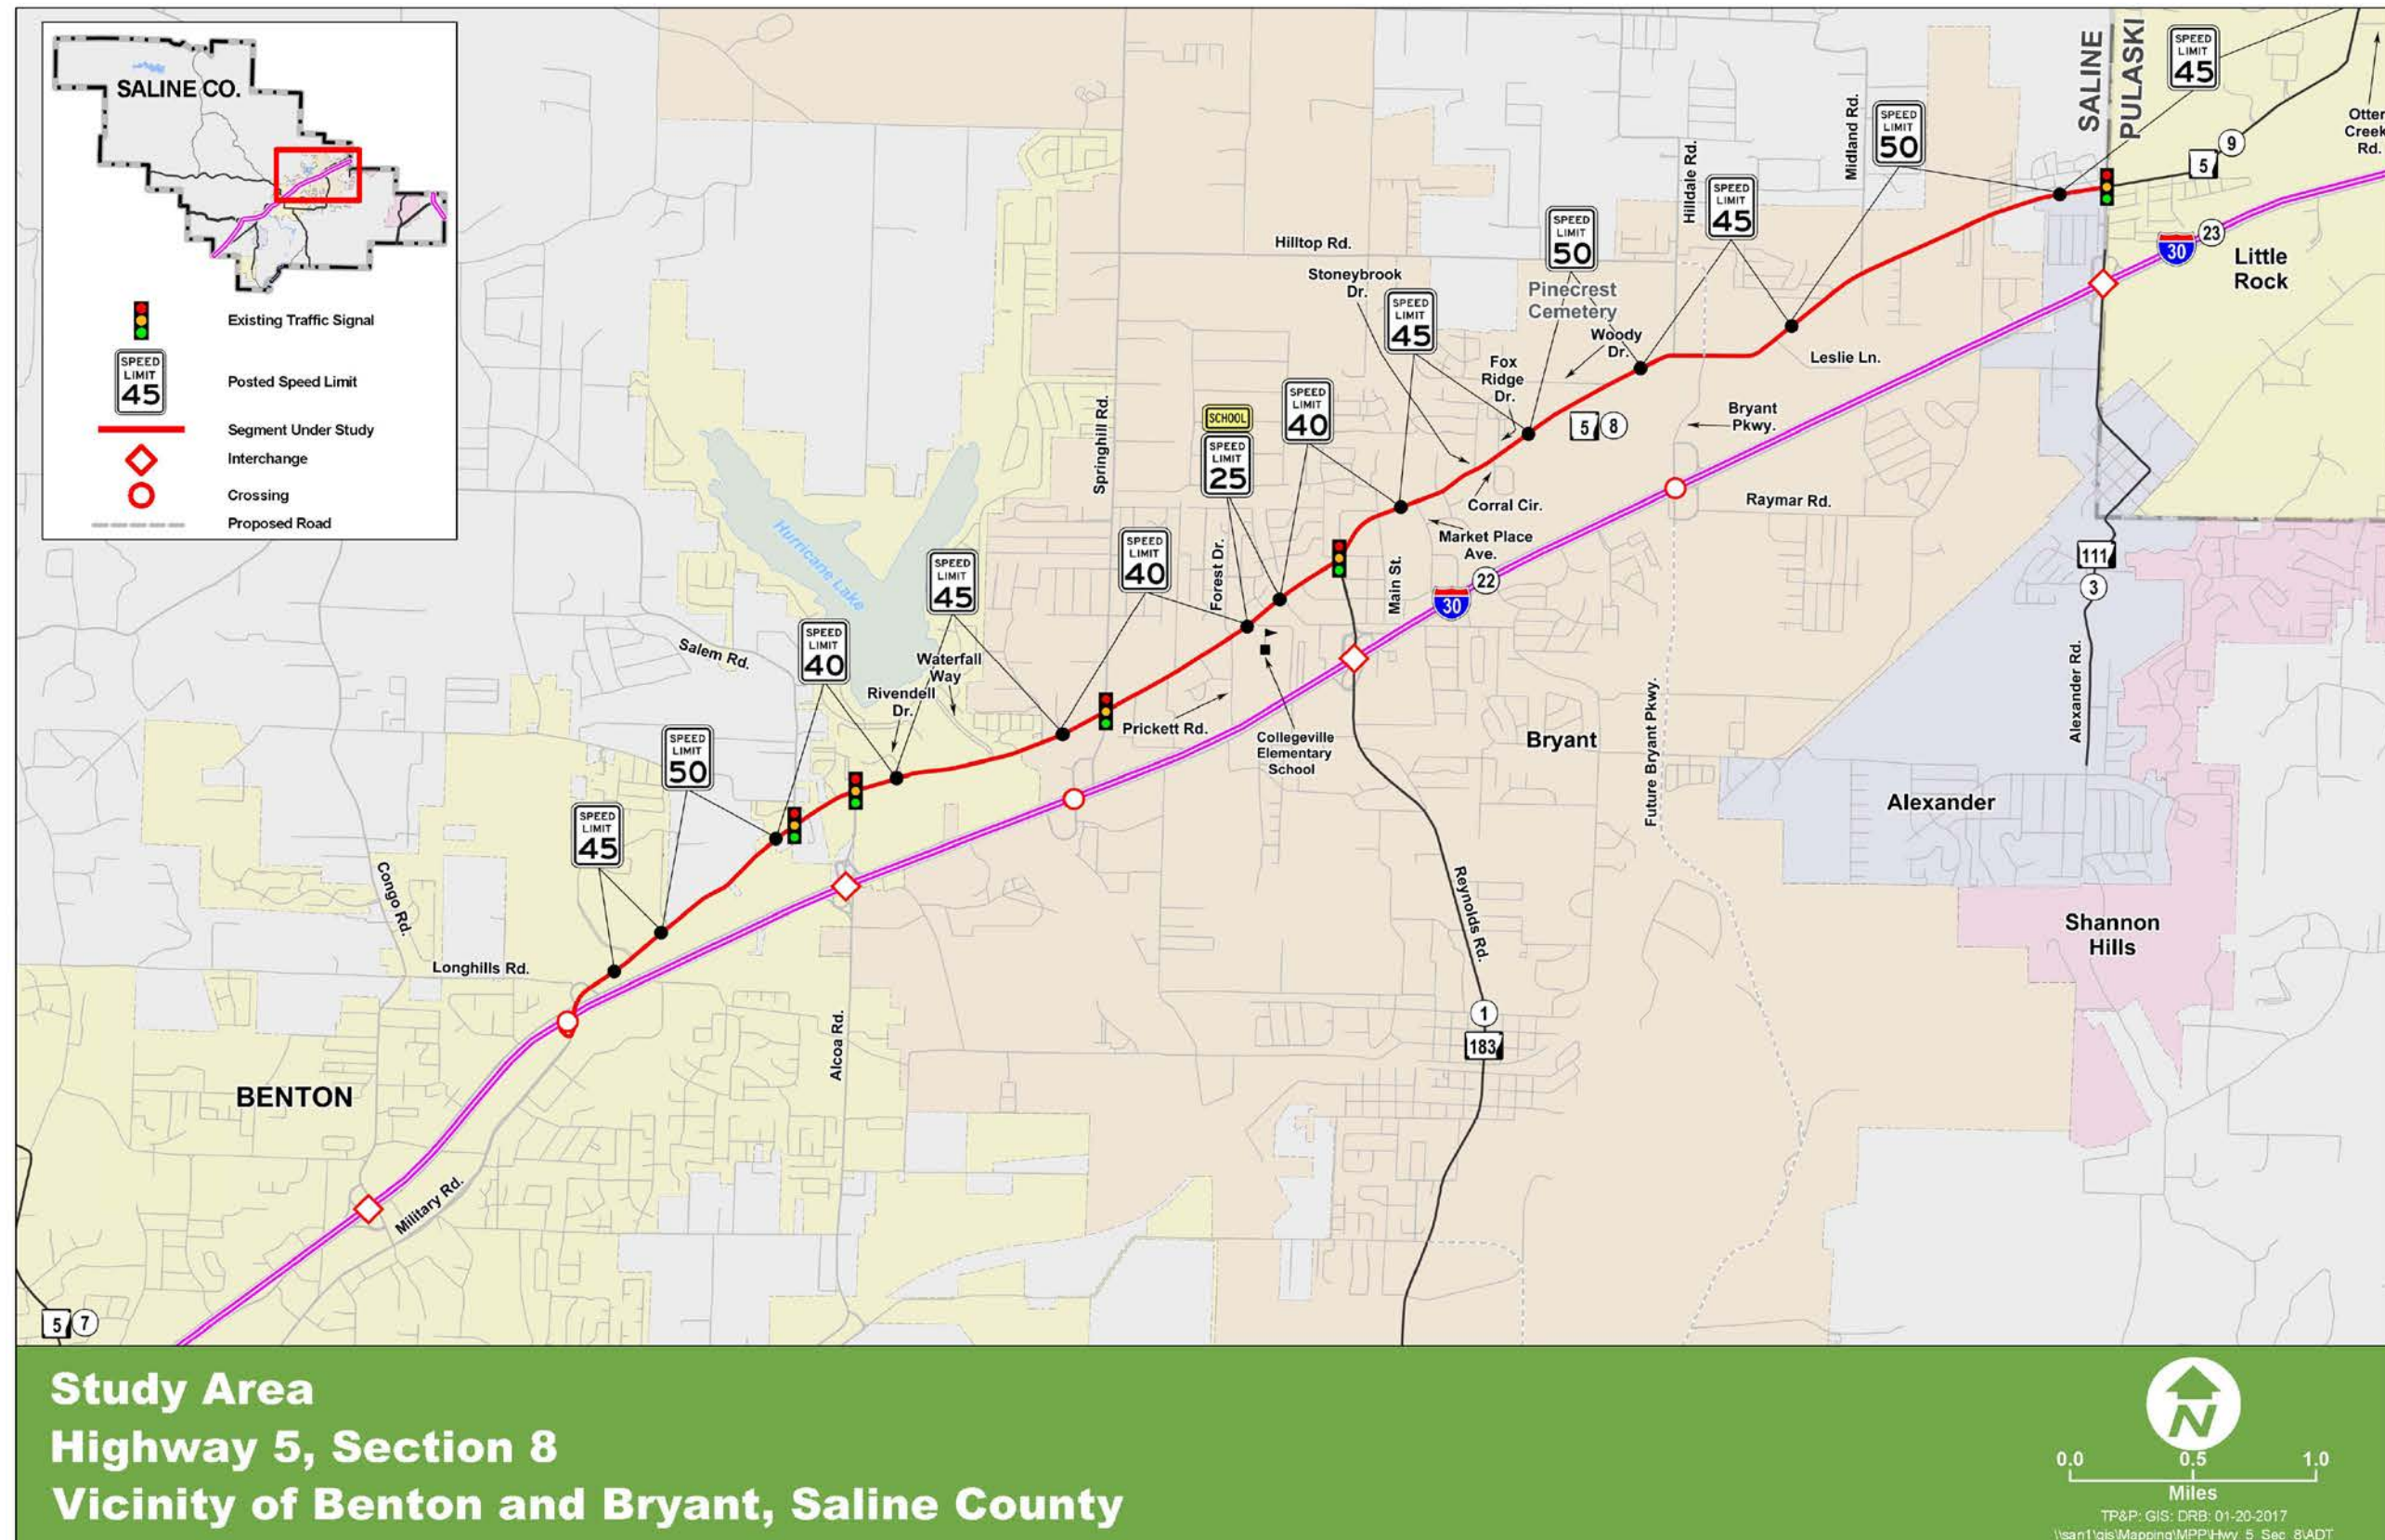 SALINE CO.
Existing Traffic Signal
SPEED
LIMIT
45
Posted Speed Limit
Segment Under Study
Interchange
Crossing
Proposed Road
SALINE
PULASKI
SPEED
LIMIT
45
Otter
Creek
Rd.
9
5
30
23
Little
Rock
SPEED
LIMIT
50
Midland Rd.
Hilldale Rd.
SPEED
LIMIT
45
SPEED
LIMIT
50
Pinecrest
Cemetery
Hilltop Rd.
Stoneybrook
Dr.
SPEED
LIMIT
45
Woody
Dr.
Fox
Ridge
Dr.
Leslie Ln.
5 8
Bryant
Pkwy.
SCHOOL
SPEED
LIMIT
25
SPEED
LIMIT
40
Springhill Rd.
Corral Cir.
Raymar Rd.
Market Place
Ave.
Main St.
22
30
Hurricane Lake
SPEED
LIMIT
40
Forest Dr.
SPEED
LIMIT
45
111
3
Alexander Rd.
Salem Rd.
SPEED
LIMIT
40
Waterfall
Way
Rivendell
Dr.
Prickett Rd.
Collegeville
Elementary
School
Bryant
Future Bryant Pkwy.
SPEED
LIMIT
50
SPEED
LIMIT
45
Alexander
Congo Rd.
Reynolds Rd.
Shannon
Hills
Longhills Rd.
Alcoa Rd.
1
183
BENTON
Military Rd.
5 7
Study Area
Highway 5, Section 8
Vicinity of Benton and Bryant, Saline County
N
0.0 0.5 1.0
Miles
TP&P: GIS: DRB: 01-20-2017
\\san1\gis\Mapping\MPP\Hwy_5_Sec_8\ADT